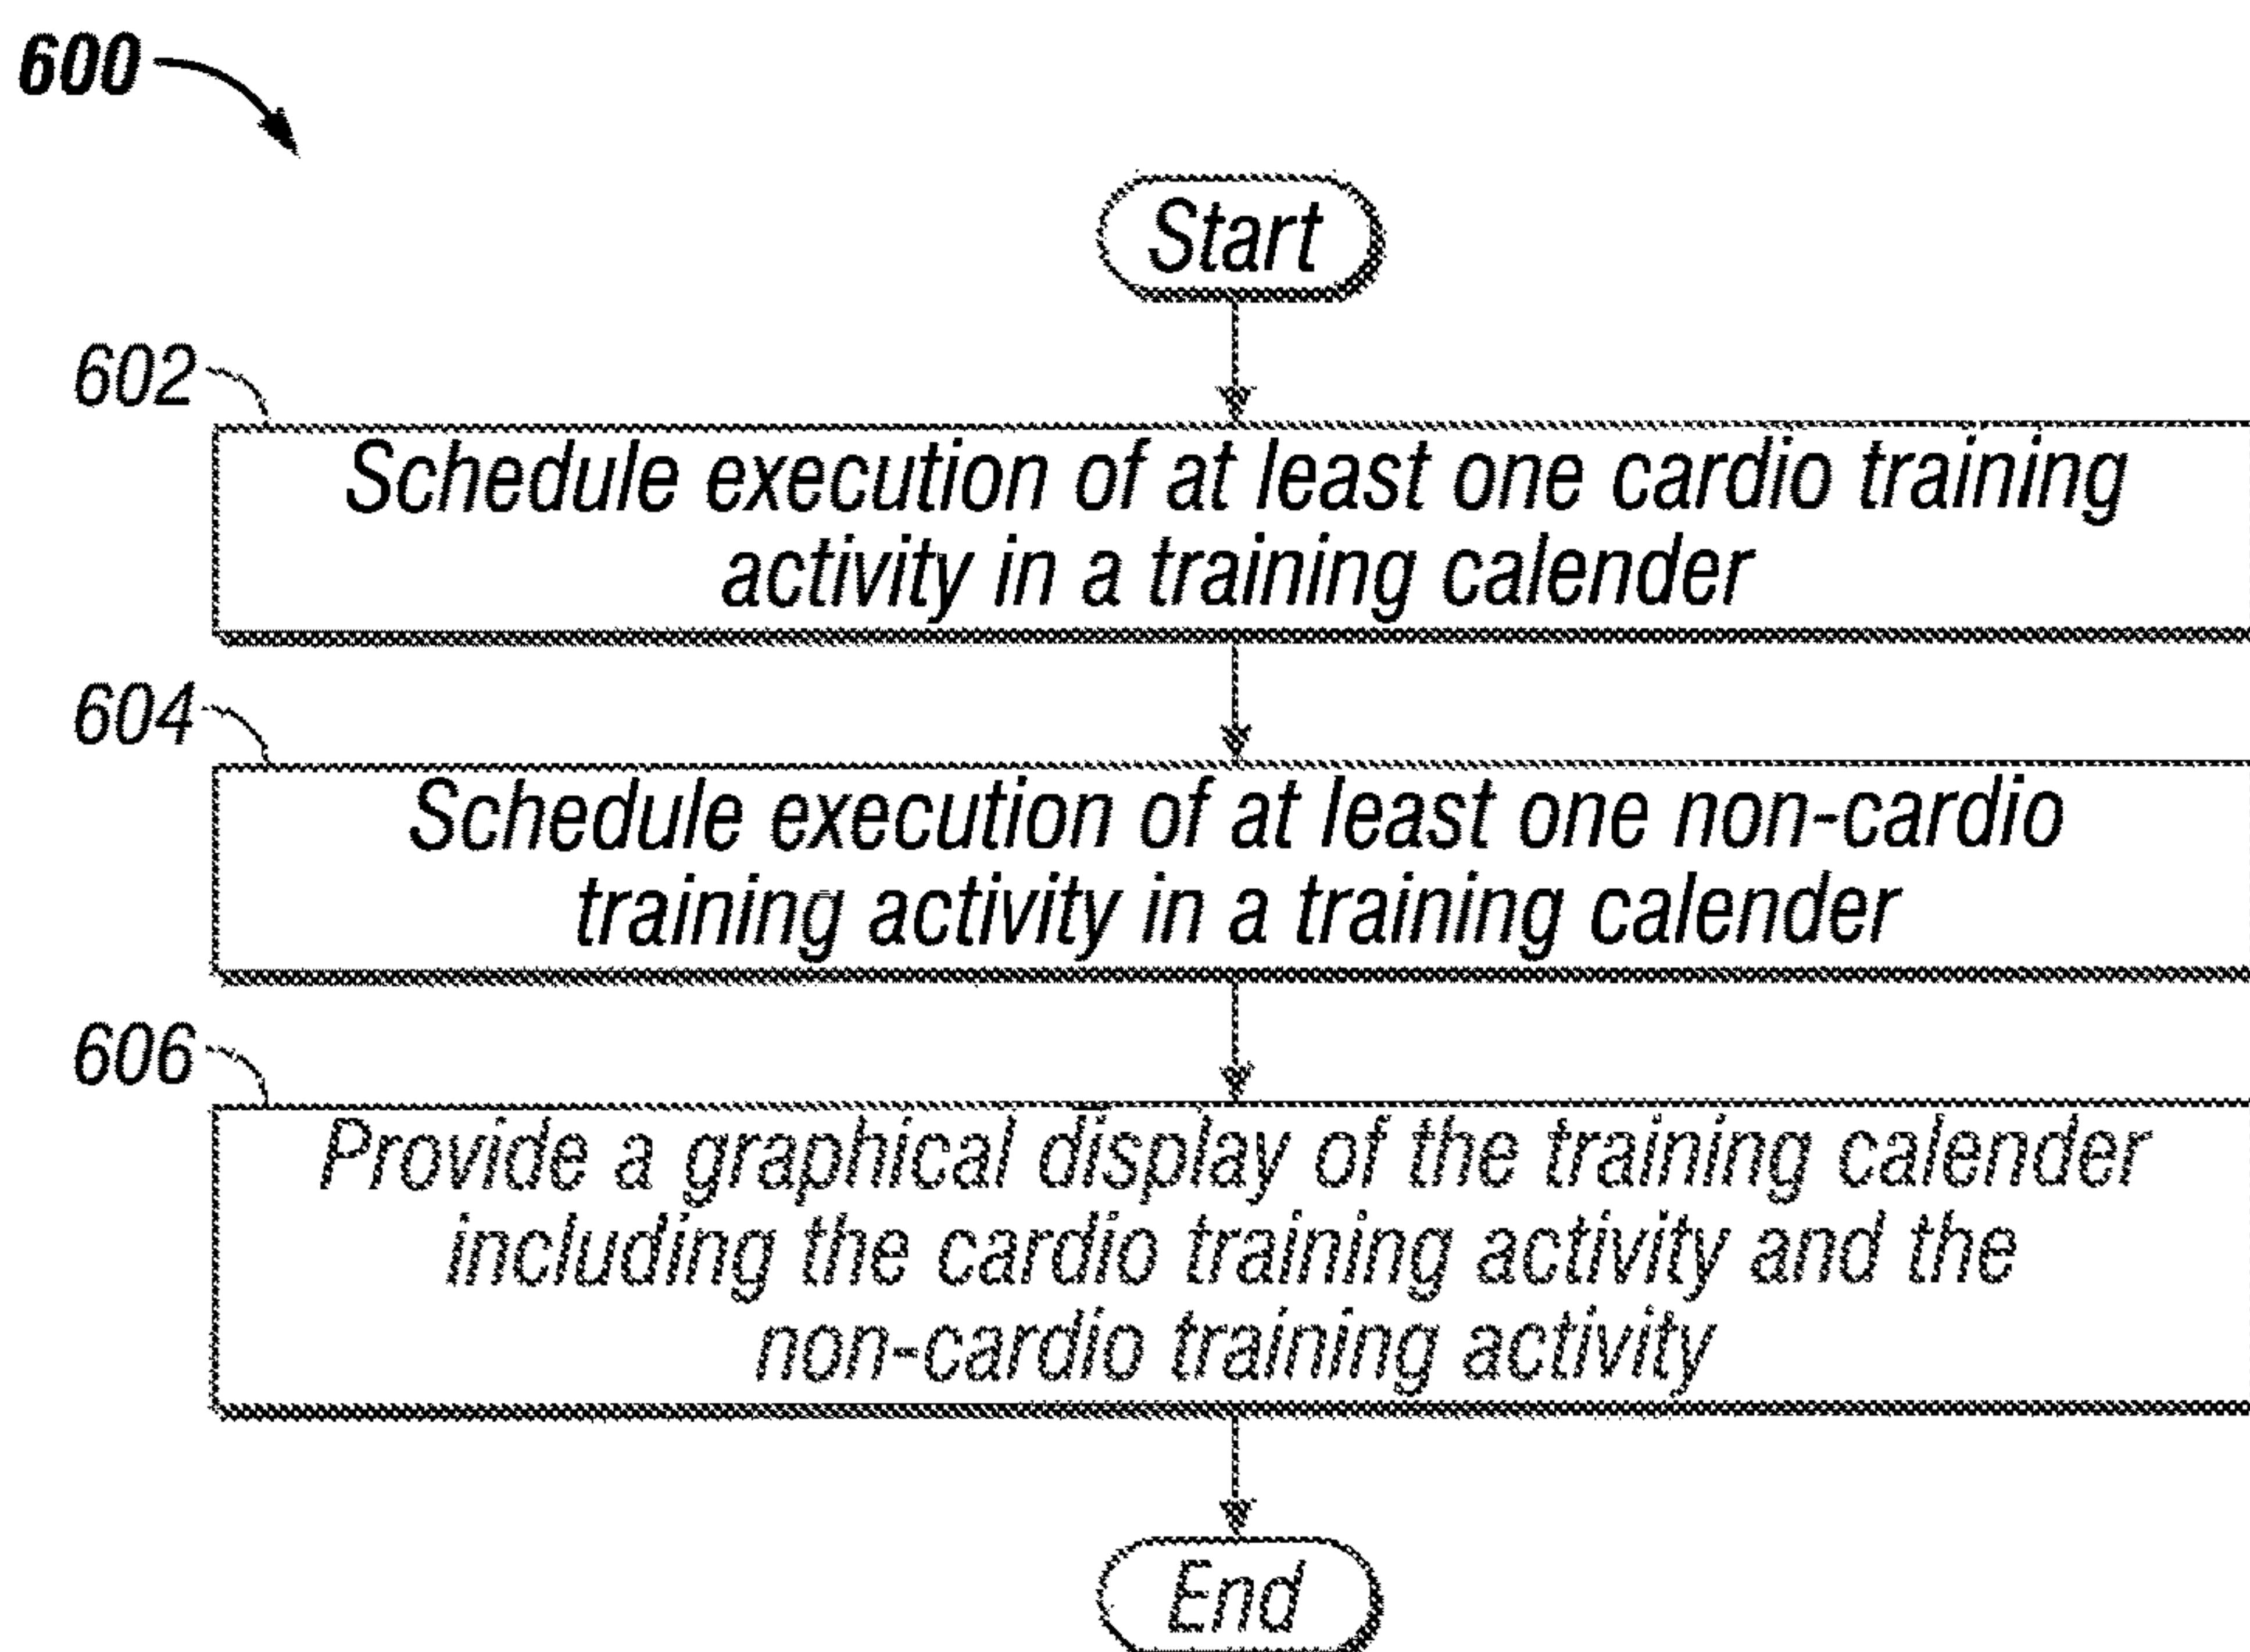 600
Start
602
Schedule execution of at least one cardio training
activity in a training calender
604
Schedule execution of at least one non-cardio
training activity in a training calender
606
Provide a graphical display of the training calender
including the cardio training activity and the
non-cardio training activity
End